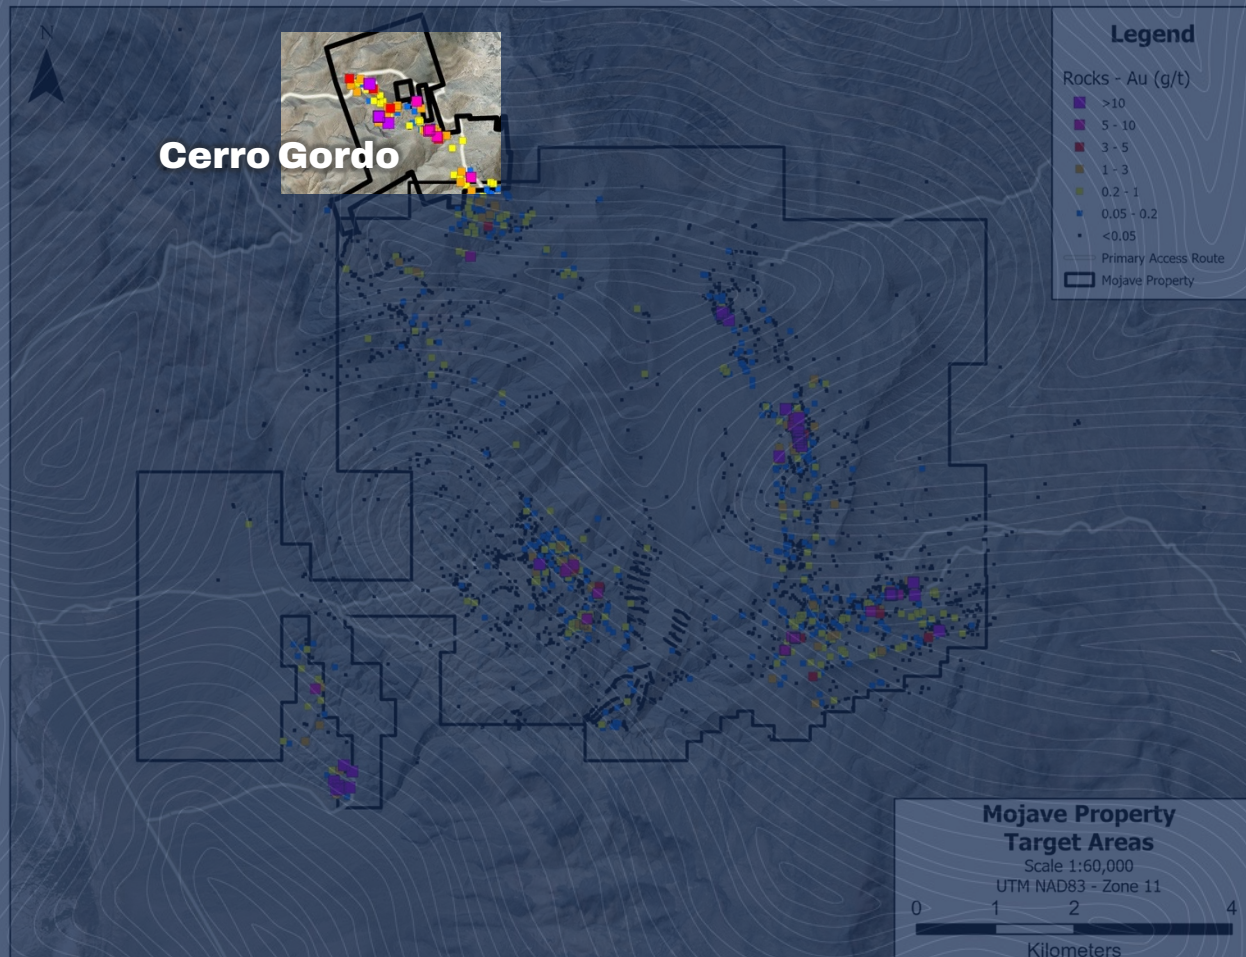 N
Cerro Gordo
Legend
Rocks - Au (g/t)
>10
5 - 10
3 - 5
1 - 3
0.2 - 1
0.05 - 0.2
<0.05
Primary Access Route
Mojave Property
Mojave Property
Target Areas
Scale 1:60,000
UTM NAD83 - Zone 11
0 1 2 4
Kilometers